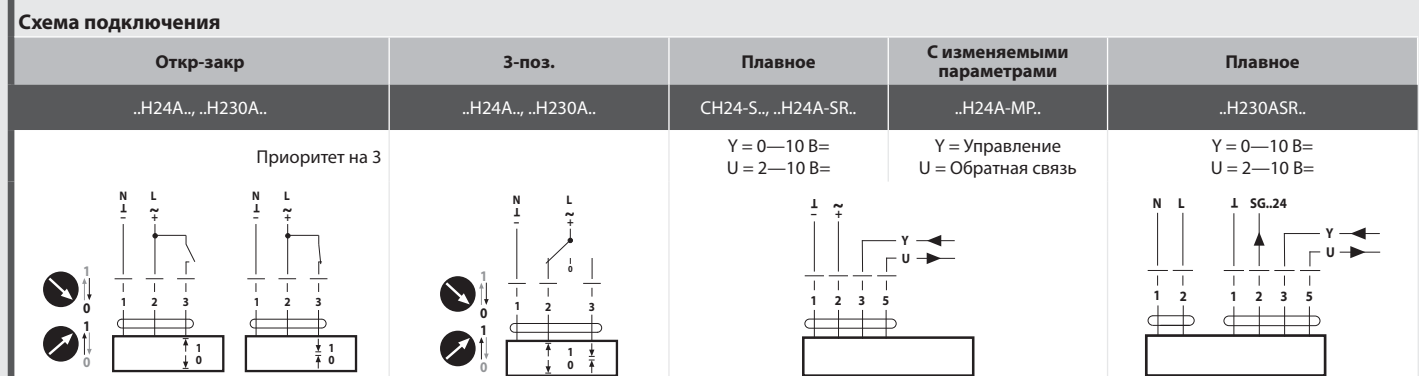 Схема подключения
Откр-закр 3-поз. Плавное С изменяемыми параметрами Плавное
..H24A.., ..H230A.. ..H24A.., ..H230A.. CH24-S.., ..H24A-SR.. ..H24A-MP.. ..H230ASR..
Приоритет на 3
Y = 0—10 В=
U = 2—10 В=
Y = Управление
U = Обратная связь
Y = 0—10 В=
U = 2—10 В=
N L N L
⊥ ~ ⊥ ~
– + – +
1 2 3 1 2 3
1
0
1
0
1
0
1
0
N L
⊥ ~
– +
0
1 2 3
1
0
1
0
1
0
⊥ ~
– +
Y
U
1 2 3 5
N L ⊥ SG..24
Y
U
1 2 1 2 3 5